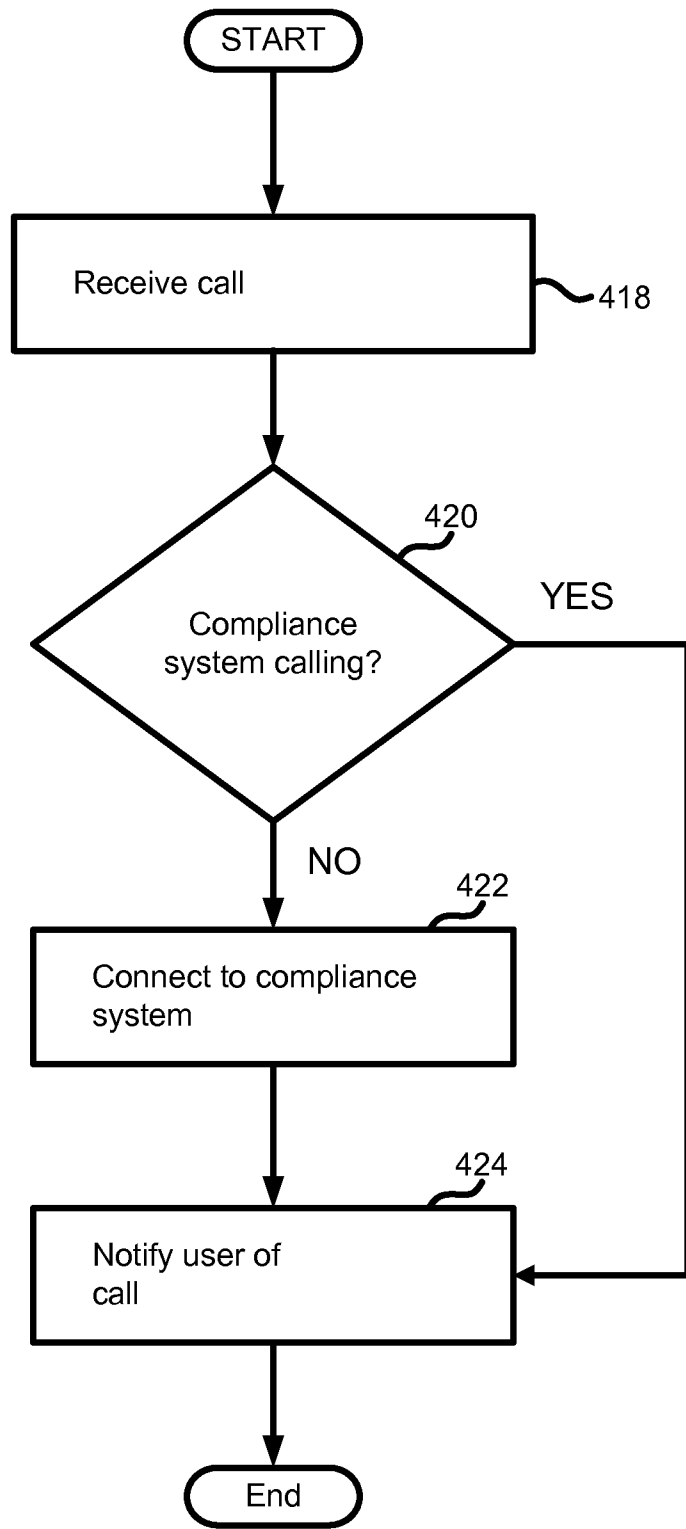 START
Receive call
418
420
YES
Compliance
system calling?
NO
422
Connect to compliance
system
424
Notify user of
call
End